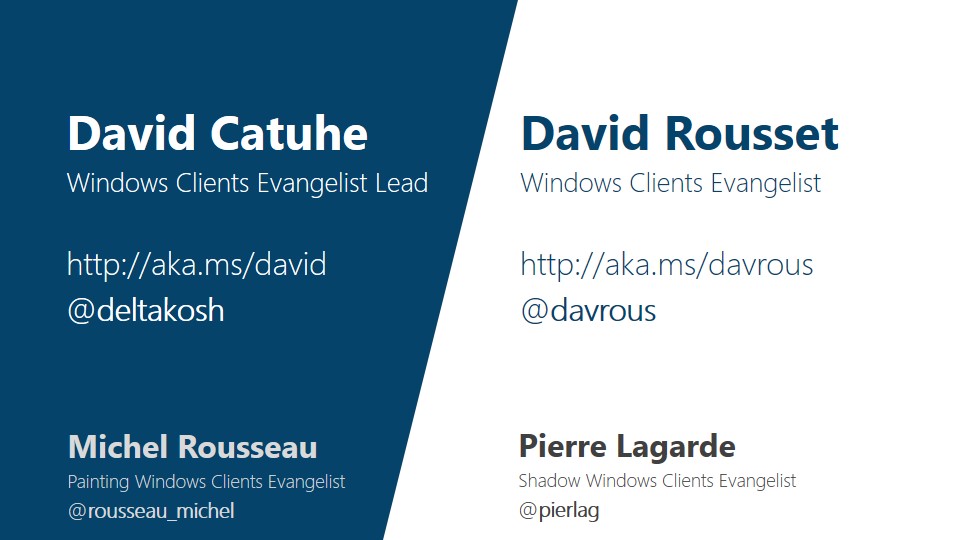 David Catuhe
Windows Clients Evangelist Lead
http://aka.ms/david
@deltakosh
Michel Rousseau
Painting Windows Clients Evangelist
@rousseau_michel
David Rousset
Windows Clients Evangelist
http://aka.ms/davrous
@davrous
Pierre Lagarde
Shadow Windows Clients Evangelist
@pierlag